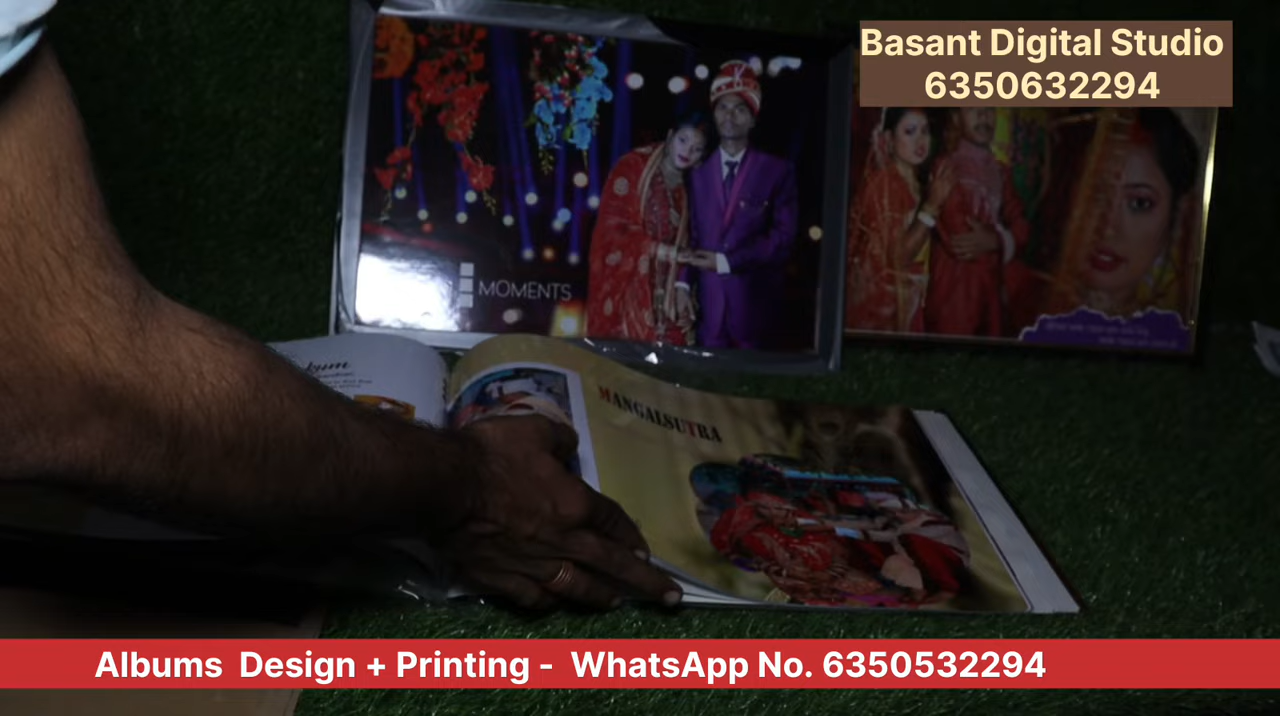 Basant Digital Studio
6350632294
MOMENTS
MANGALSUTRA
Albums Design + Printing - WhatsApp No. 6350532294